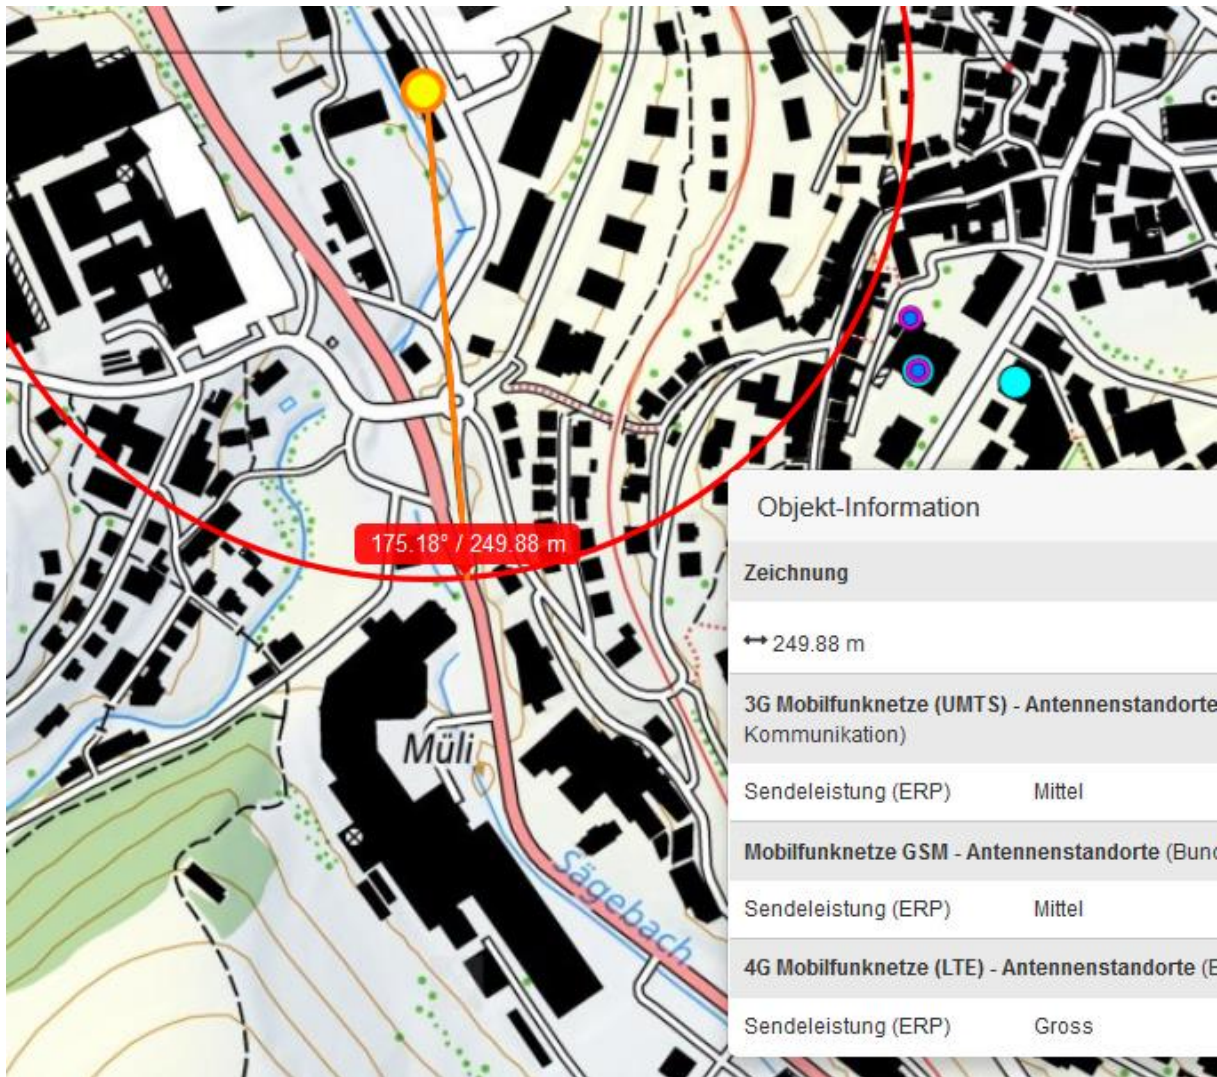 175.18° / 249.88 m
Müli
Sägebach
Objekt-Information
Zeichnung
249.88 m
3G Mobilfunknetze (UMTS) - Antennenstandorte
Kommunikation)
Sendeleistung (ERP) Mittel
Mobilfunknetze GSM - Antennenstandorte
Sendeleistung (ERP) Mittel
4G Mobilfunknetze (LTE) - Antennenstandorte
Sendeleistung (ERP) Gross